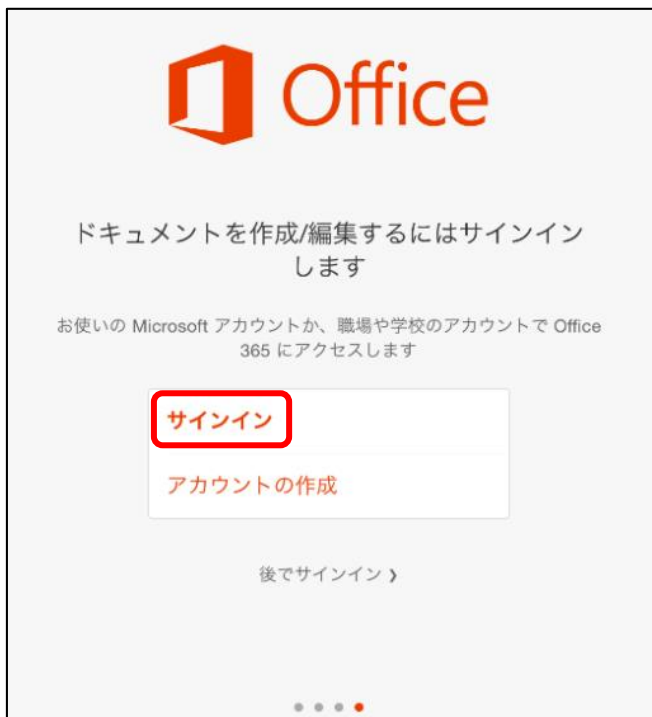 Office
ドキュメントを作成/編集するにはサインイン
します
お使いの Microsoft アカウントか、職場や学校のアカウントで Office
365 にアクセスします
サインイン
アカウントの作成
後でサインイン ❯